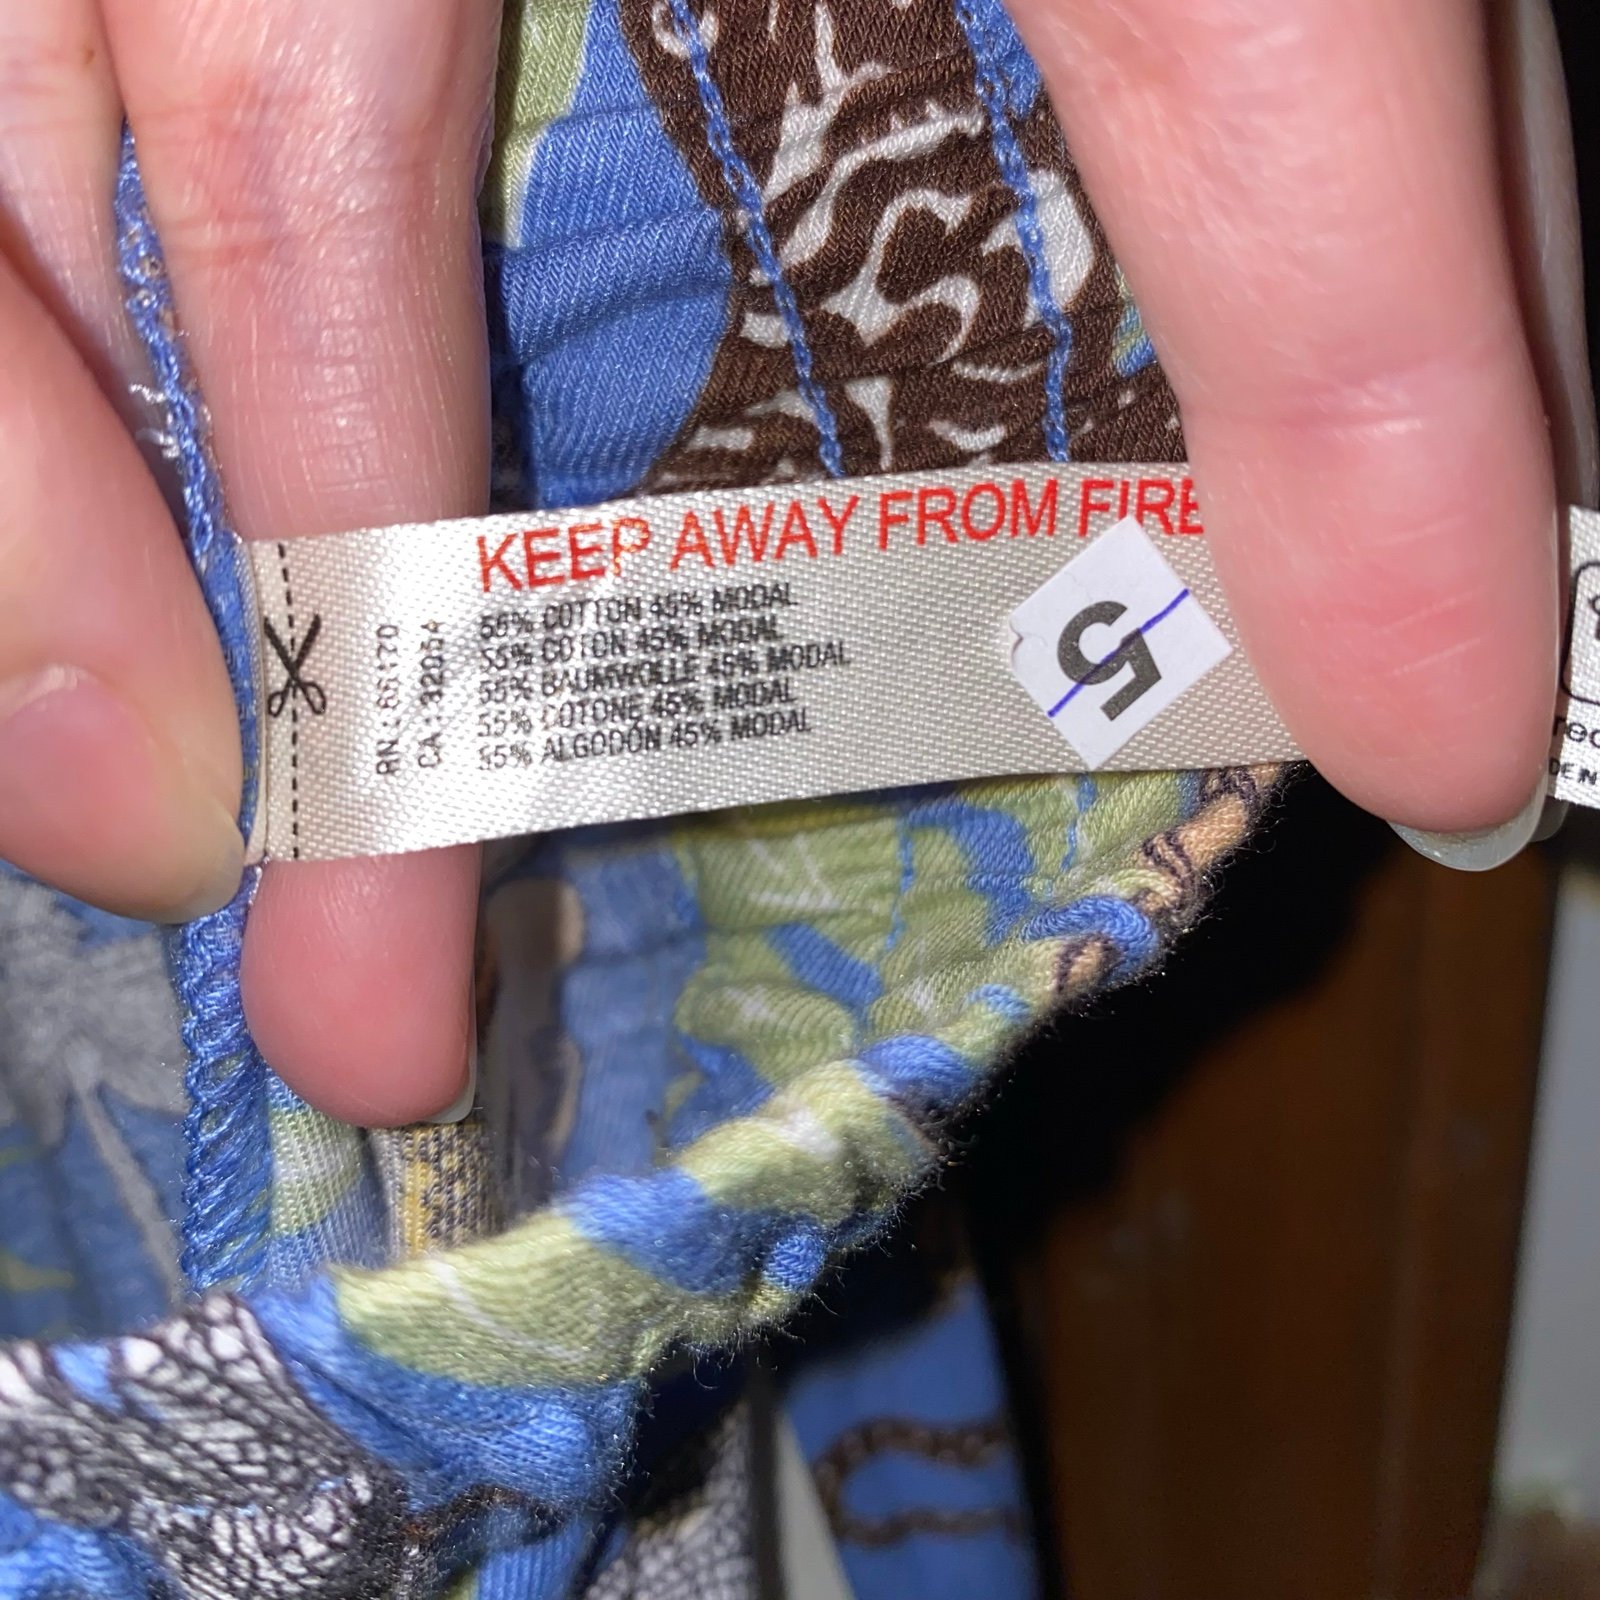 KEEP AWAY FROM FIRE
55% COTTON 45% MODAL
55% COTON 45% MODAL
55% BAUMWOLLE 45% MODAL
55% COTONE 45% MODAL
55% ALGODÓN 45% MODAL
RN: 66170
CA: 32054
5